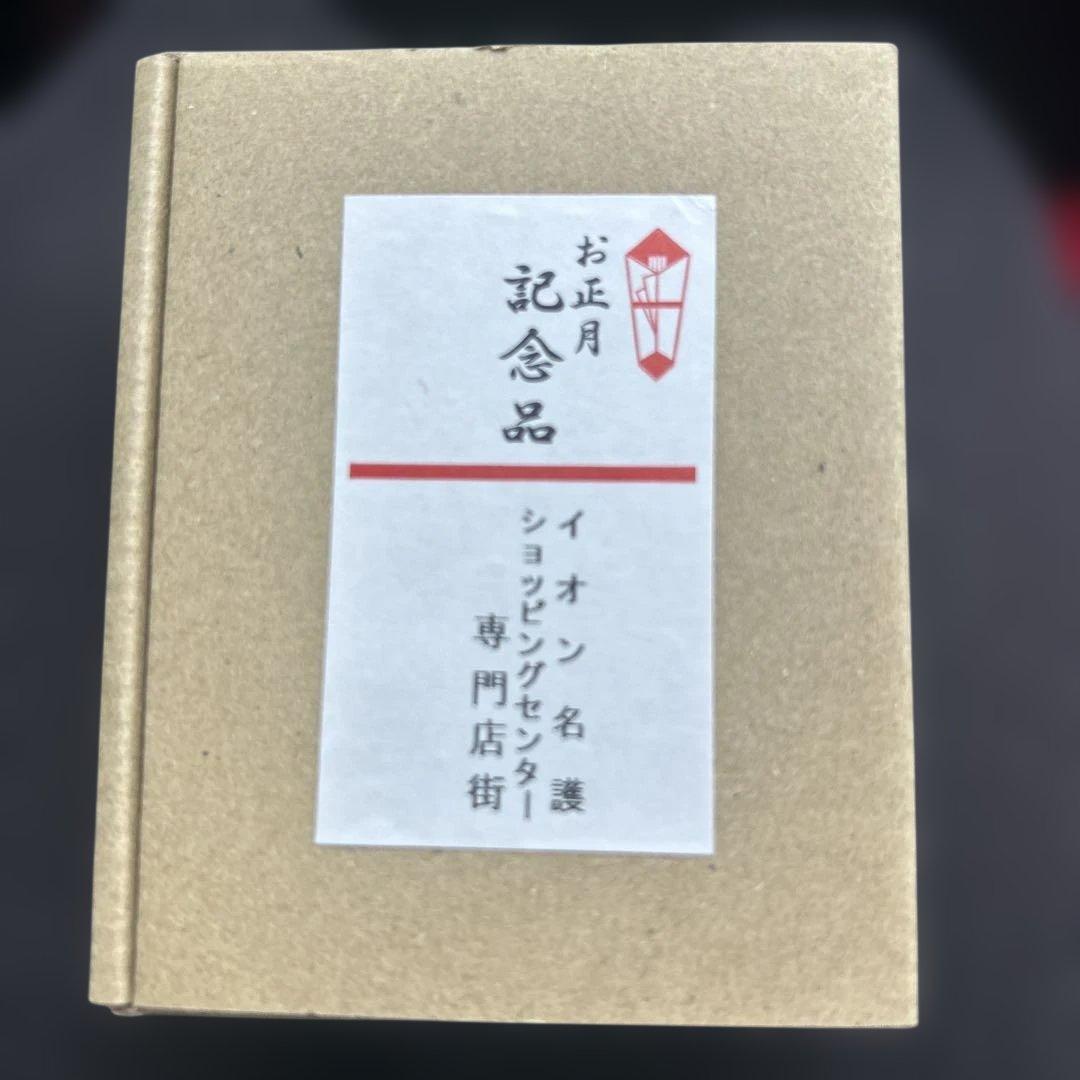 お正月
記念品
イオン名護
ショッピングセンター
専門店街